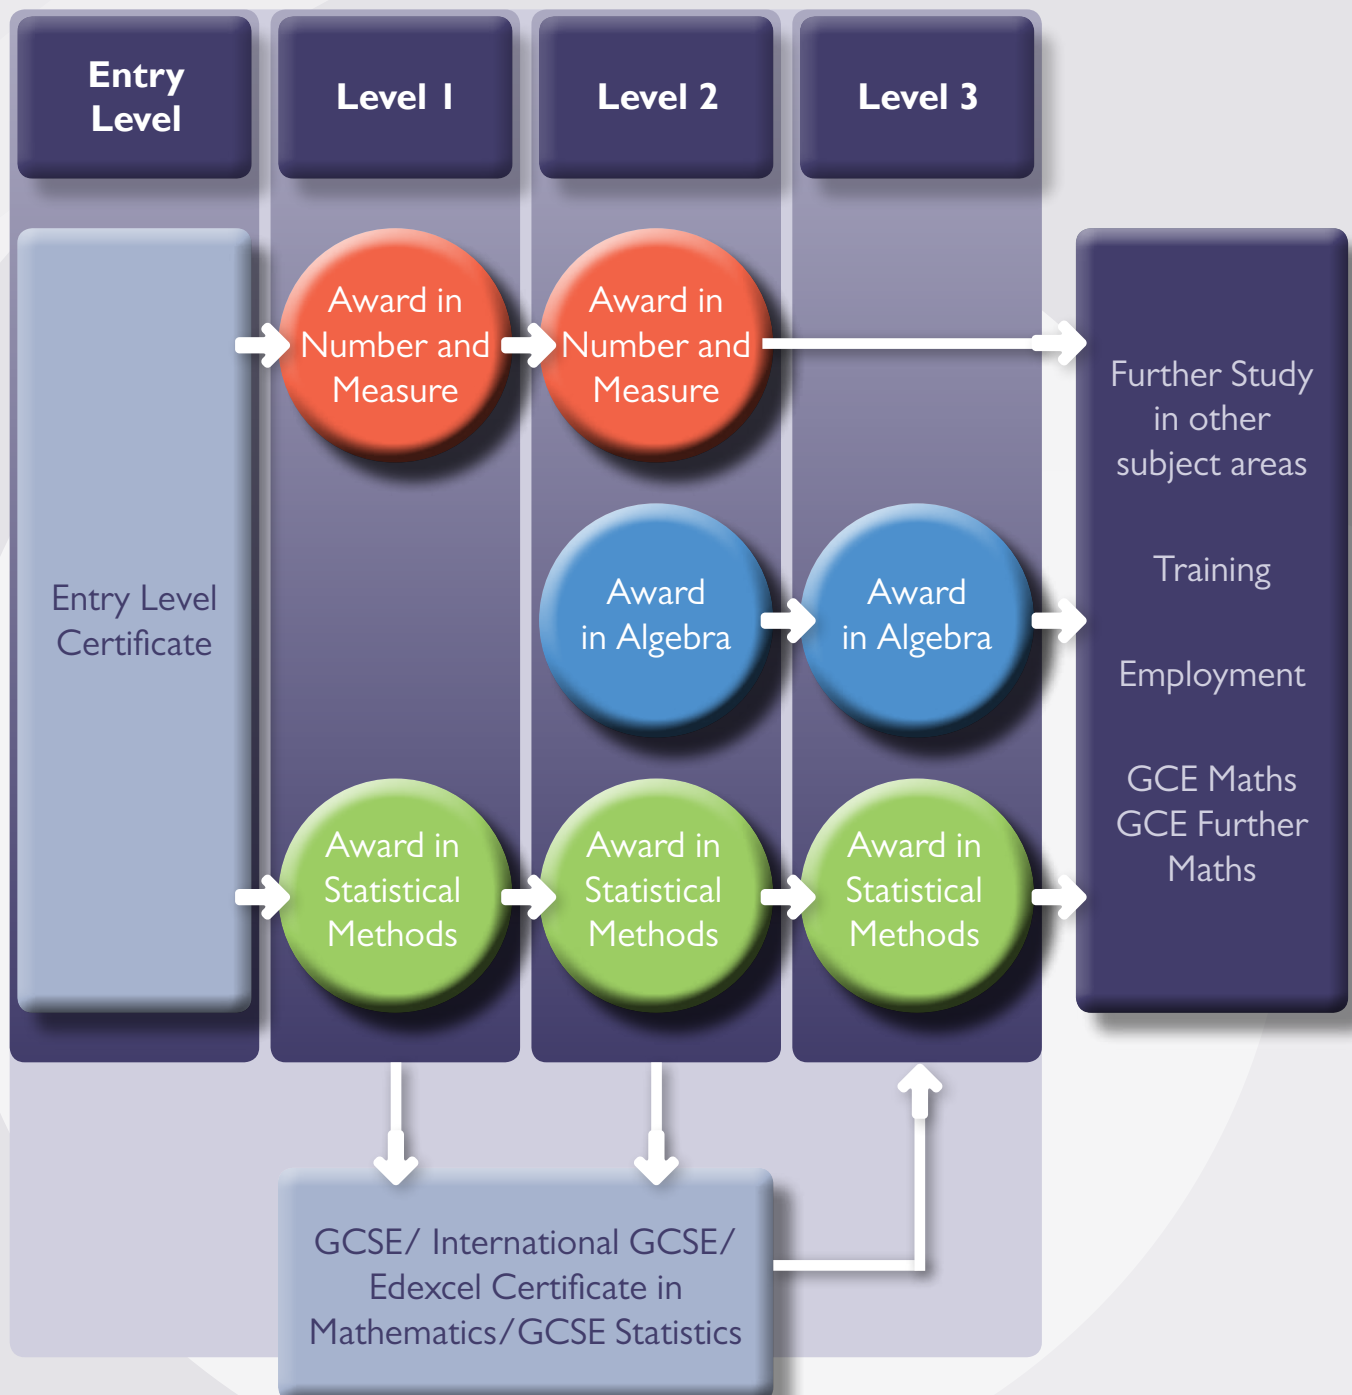 Entry
Level
Level 1
Level 2
Level 3
Entry Level
Certificate
Award in
Number and
Measure
Award in
Number and
Measure
Award
in Algebra
Award
in Algebra
Award in
Statistical
Methods
Award in
Statistical
Methods
Award in
Statistical
Methods
Further Study
in other
subject areas
Training
Employment
GCE Maths
GCE Further
Maths
GCSE/ International GCSE/
Edexcel Certificate in
Mathematics/GCSE Statistics